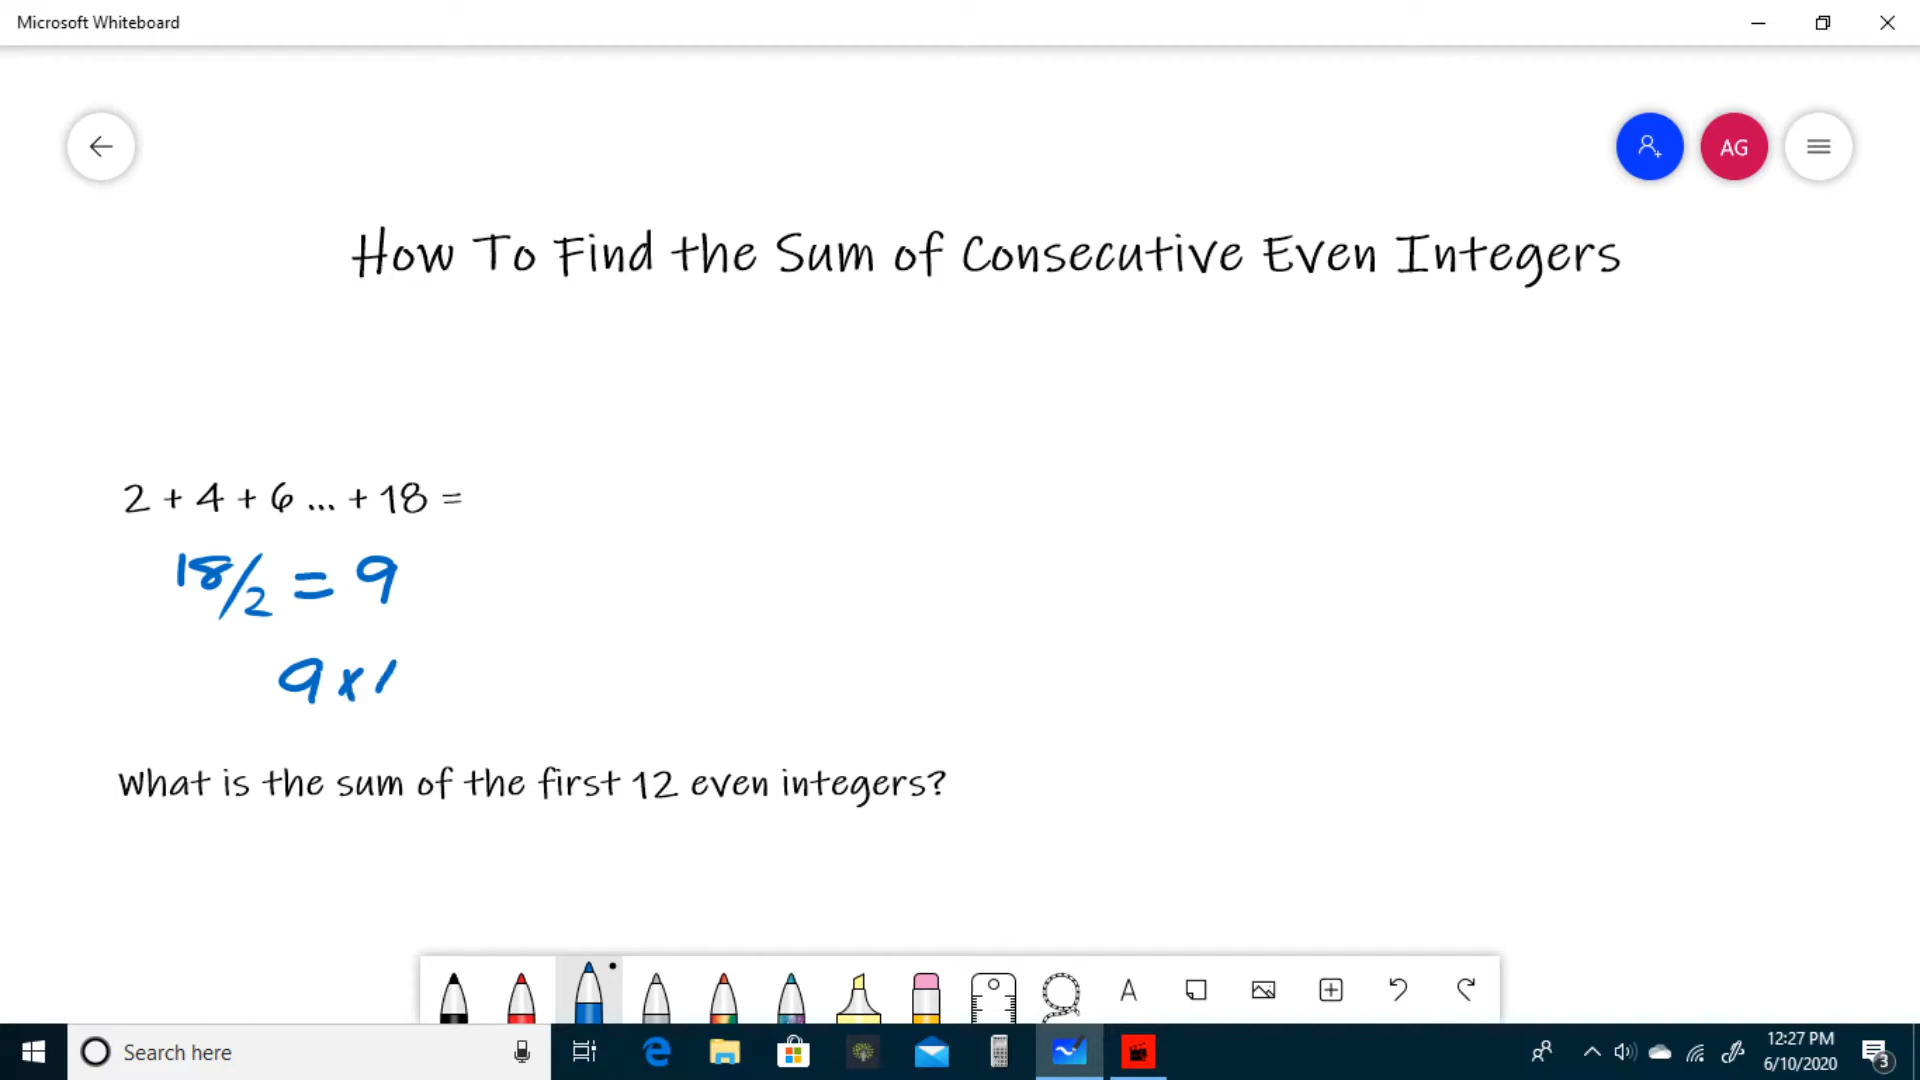 Microsoft Whiteboard
AG
How To Find the Sum of Consecutive Even Integers
2 + 4 + 6 ... + 18 =
18/2 = 9
9 x 1
What is the sum of the first 12 even integers?
A
Search here
12:27 PM
6/10/2020
3